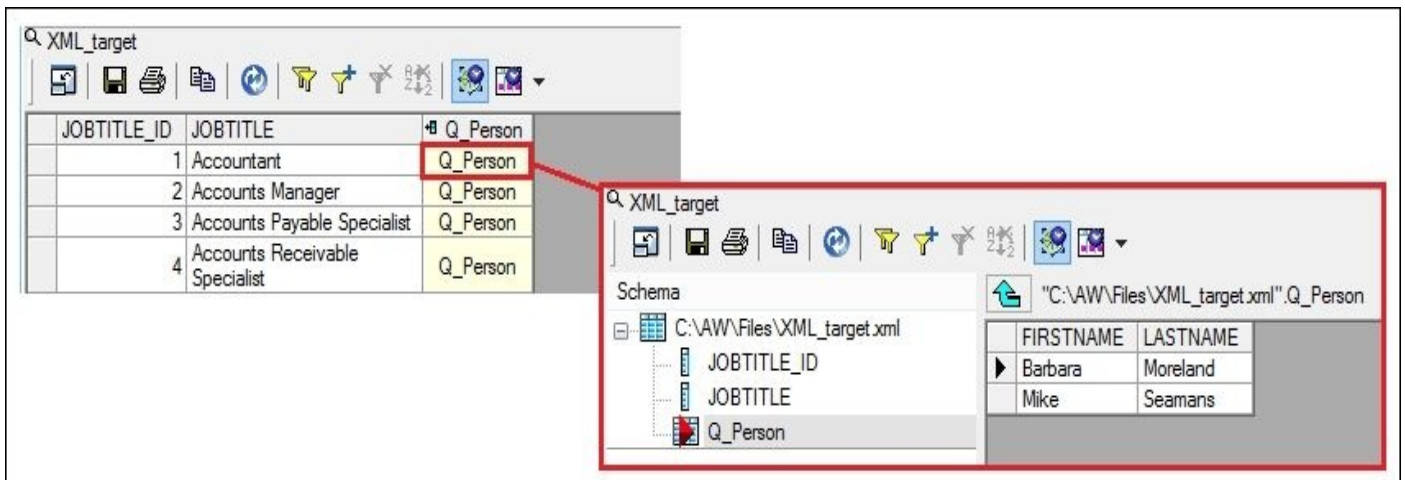 XML_target
JOBTITLE_ID JOBTITLE Q_Person
1 Accountant Q_Person
2 Accounts Manager Q_Person
3 Accounts Payable Specialist Q_Person
4 Accounts Receivable Specialist Q_Person
XML_target
Schema
C:\AW\Files\XML_target.xml
JOBTITLE_ID
JOBTITLE
Q_Person
"C:\AW\Files\XML_target.xml".Q_Person
FIRSTNAME LASTNAME
Barbara Moreland
Mike Seamans